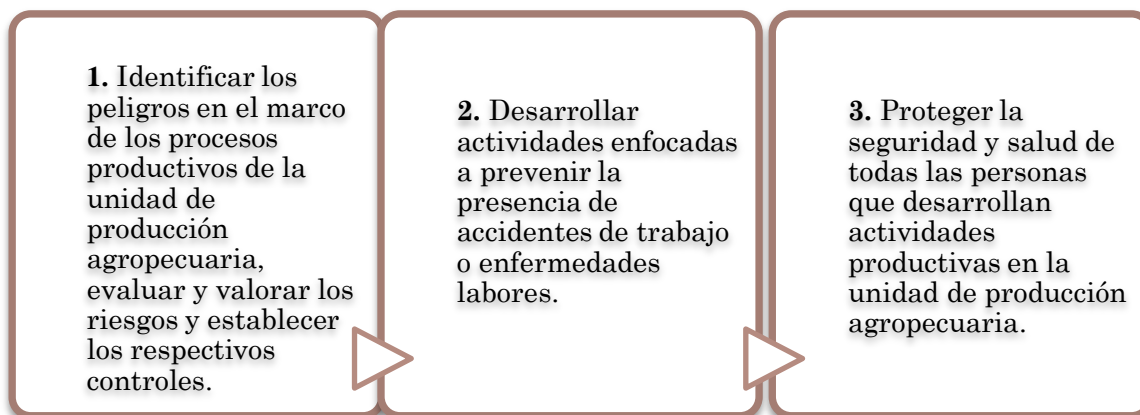 1. Identificar los
peligros en el marco
de los procesos
productivos de la
unidad de
producción
agropecuaria,
evaluar y valorar los
riesgos y establecer
los respectivos
controles.
2. Desarrollar
actividades enfocadas
a prevenir la
presencia de
accidentes de trabajo
o enfermedades
labores.
3. Proteger la
seguridad y salud de
todas las personas
que desarrollan
actividades
productivas en la
unidad de producción
agropecuaria.